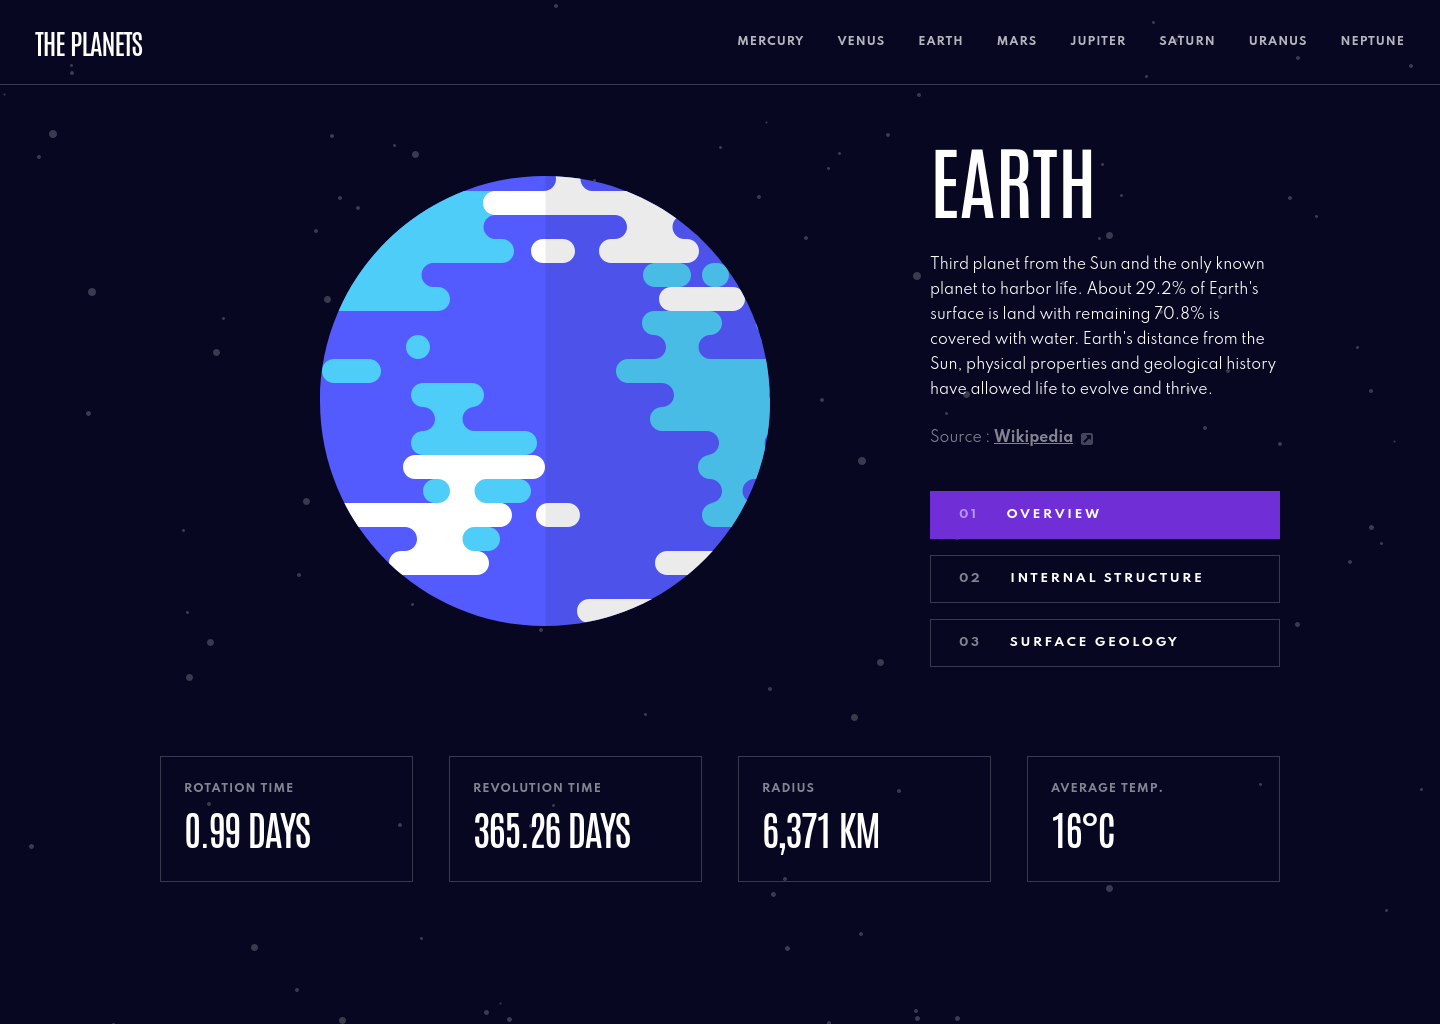 THE PLANETS
MERCURY VENUS EARTH MARS JUPITER SATURN URANUS NEPTUNE
EARTH
Third planet from the Sun and the only known
planet to harbor life. About 29.2% of Earth's
surface is land with remaining 70.8% is
covered with water. Earth's distance from the
Sun, physical properties and geological history
have allowed life to evolve and thrive.
Source : Wikipedia
01 OVERVIEW
02 INTERNAL STRUCTURE
03 SURFACE GEOLOGY
ROTATION TIME
0.99 DAYS
REVOLUTION TIME
365.26 DAYS
RADIUS
6,371 KM
AVERAGE TEMP.
16°C